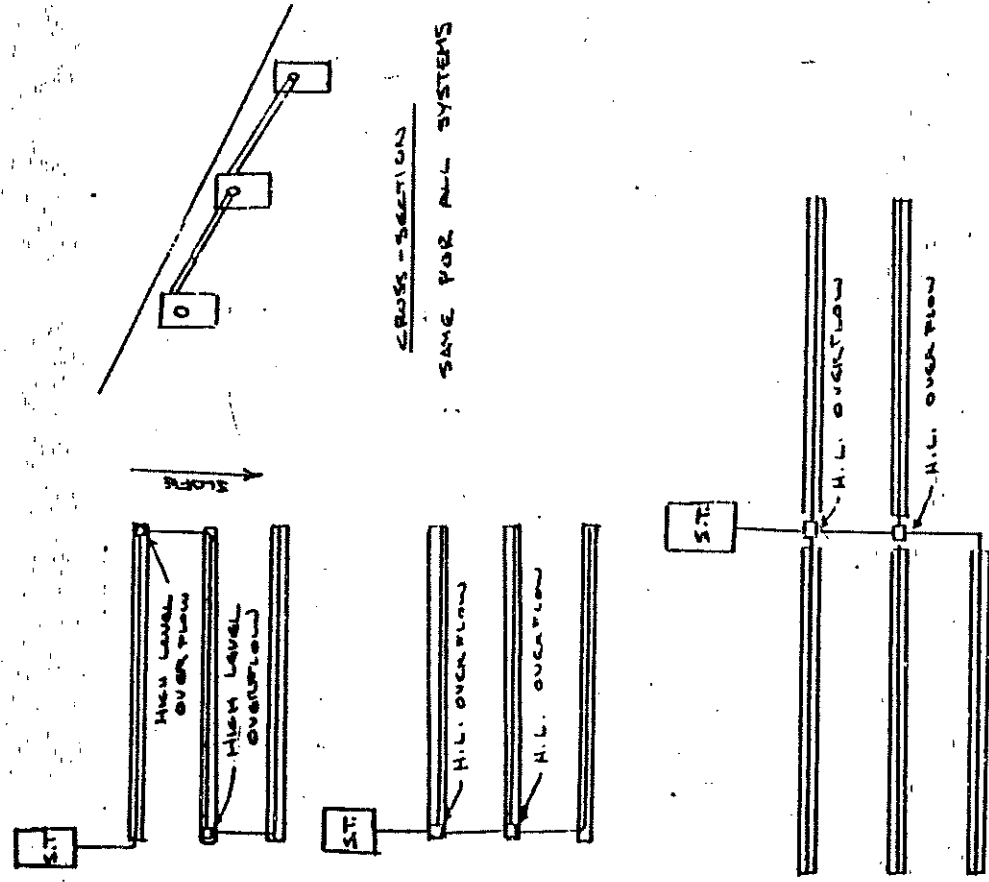 CROSS-SECTION
SAME FOR ALL SYSTEMS
SLOPE
S.T.
HIGH LEVEL
OVERFLOW
HIGH LEVEL
OVERFLOW
S.T.
H.L. OVERFLOW
H.L. OVERFLOW
S.T.
H.L. OVERFLOW
H.L. OVERFLOW